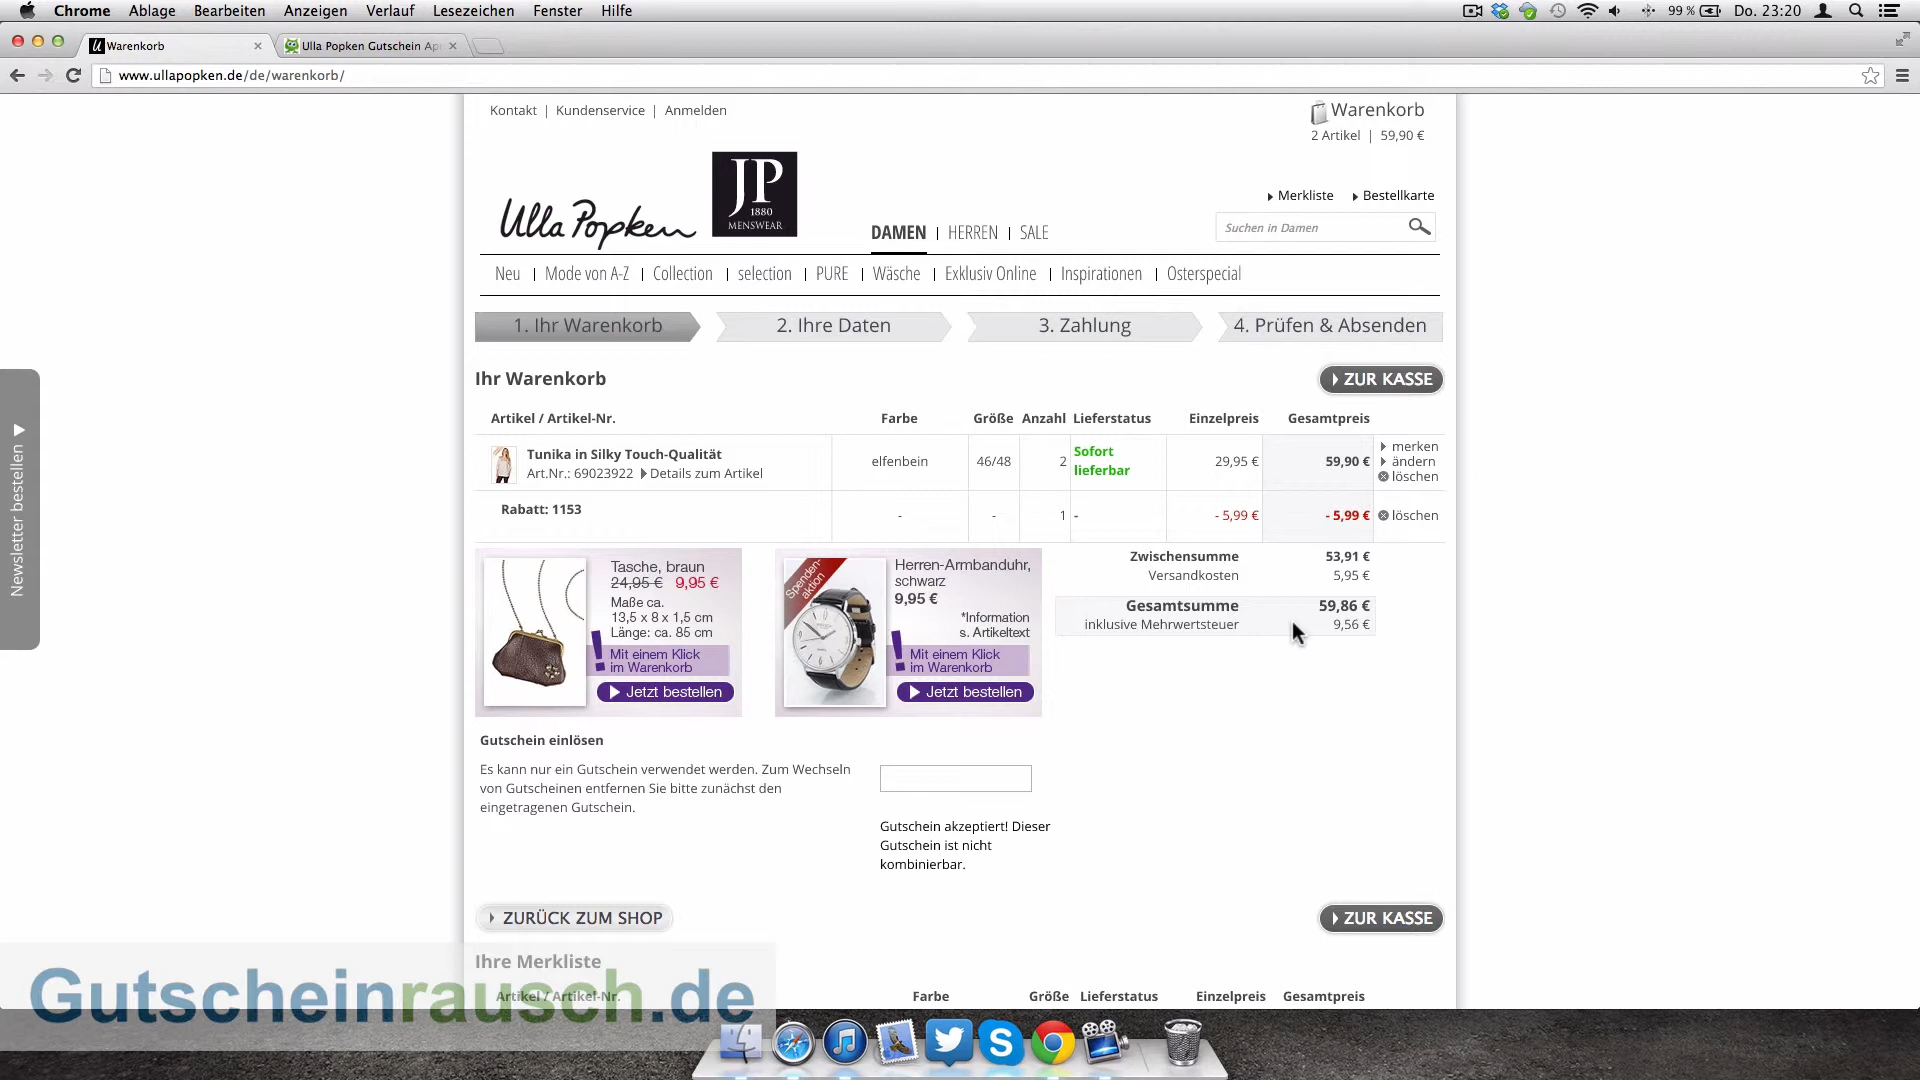 Chrome Ablage Bearbeiten Anzeigen Verlauf Lesezeichen Fenster Hilfe 99 % Do. 23:20
Warenkorb Ulla Popken Gutschein Apr
www.ullapopken.de/de/warenkorb/
Kontakt | Kundenservice | Anmelden
Warenkorb
2 Artikel | 59,90 €
Ulla Popken
JP
1880
MENSWEAR
Merkliste Bestellkarte
DAMEN | HERREN | SALE
Suchen in Damen
Neu | Mode von A-Z | Collection | selection | PURE | Wäsche | Exklusiv Online | Inspirationen | Osterspecial
1. Ihr Warenkorb 2. Ihre Daten 3. Zahlung 4. Prüfen & Absenden
Ihr Warenkorb
ZUR KASSE
Artikel / Artikel-Nr. Farbe Größe Anzahl Lieferstatus Einzelpreis Gesamtpreis
Tunika in Silky Touch-Qualität
Art.Nr.: 69023922 Details zum Artikel
elfenbein 46/48 2 Sofort
lieferbar
29,95 € 59,90 €
merken
ändern
löschen
Rabatt: 1153 - - 1 - - 5,99 € - 5,99 € löschen
Tasche, braun
24,95 € 9,95 €
Maße ca.
13,5 x 8 x 1,5 cm
Länge: ca. 85 cm
! Mit einem Klick
im Warenkorb
Jetzt bestellen
Spenden-
aktion
Herren-Armbanduhr,
schwarz
9,95 €
*Information
s. Artikeltext
! Mit einem Klick
im Warenkorb
Jetzt bestellen
Zwischensumme 53,91 €
Versandkosten 5,95 €
Gesamtsumme 59,86 €
inklusive Mehrwertsteuer 9,56 €
Newsletter bestellen
Gutschein einlösen
Es kann nur ein Gutschein verwendet werden. Zum Wechseln
von Gutscheinen entfernen Sie bitte zunächst den
eingetragenen Gutschein.
Gutschein akzeptiert! Dieser
Gutschein ist nicht
kombinierbar.
ZURÜCK ZUM SHOP
ZUR KASSE
Ihre Merkliste
Artikel / Artikel-Nr. Farbe Größe Lieferstatus Einzelpreis Gesamtpreis
Gutscheinrausch.de